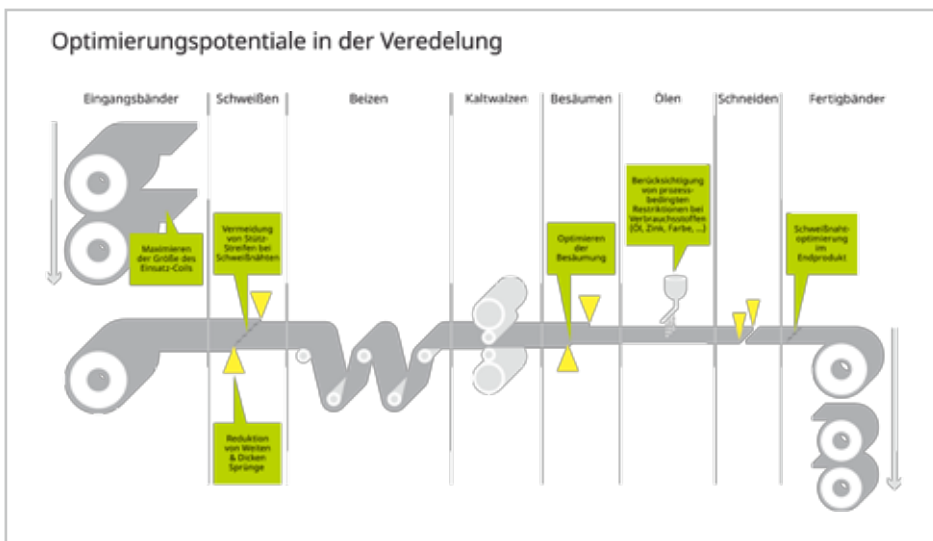 Optimierungspotentiale in der Veredelung
Eingangsbänder
Schweißen
Beizen
Kaltwalzen
Besäumen
Ölen
Schneiden
Fertigbänder
Maximieren
der Größe des
Einsatz-Coils
Vermeidung
von Stütz-
Streifen bei
Schweißnähten
Reduktion
von Weiten
& Dicken
Sprünge
Optimieren
der
Besäumung
Berücksichtigung
von prozess-
bedingten
Restriktionen bei
Verbrauchsstoffen
(Öl, Zink, Farbe, ...)
Schweißnaht-
optimierung
im
Endprodukt